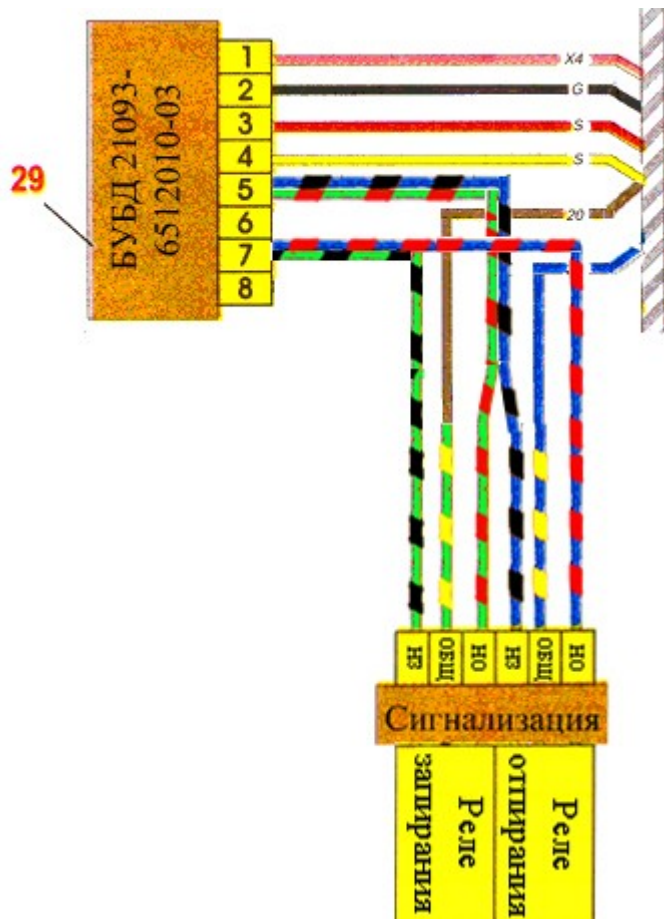 29
БУБД 21093-
6512010-03
1
2
3
4
5
6
7
8
X4
G
S
S
20
НЗ
ОБЩ
НО
НЗ
ОБЩ
НО
Сигнализация
Реле
запирания
Реле
отпирания